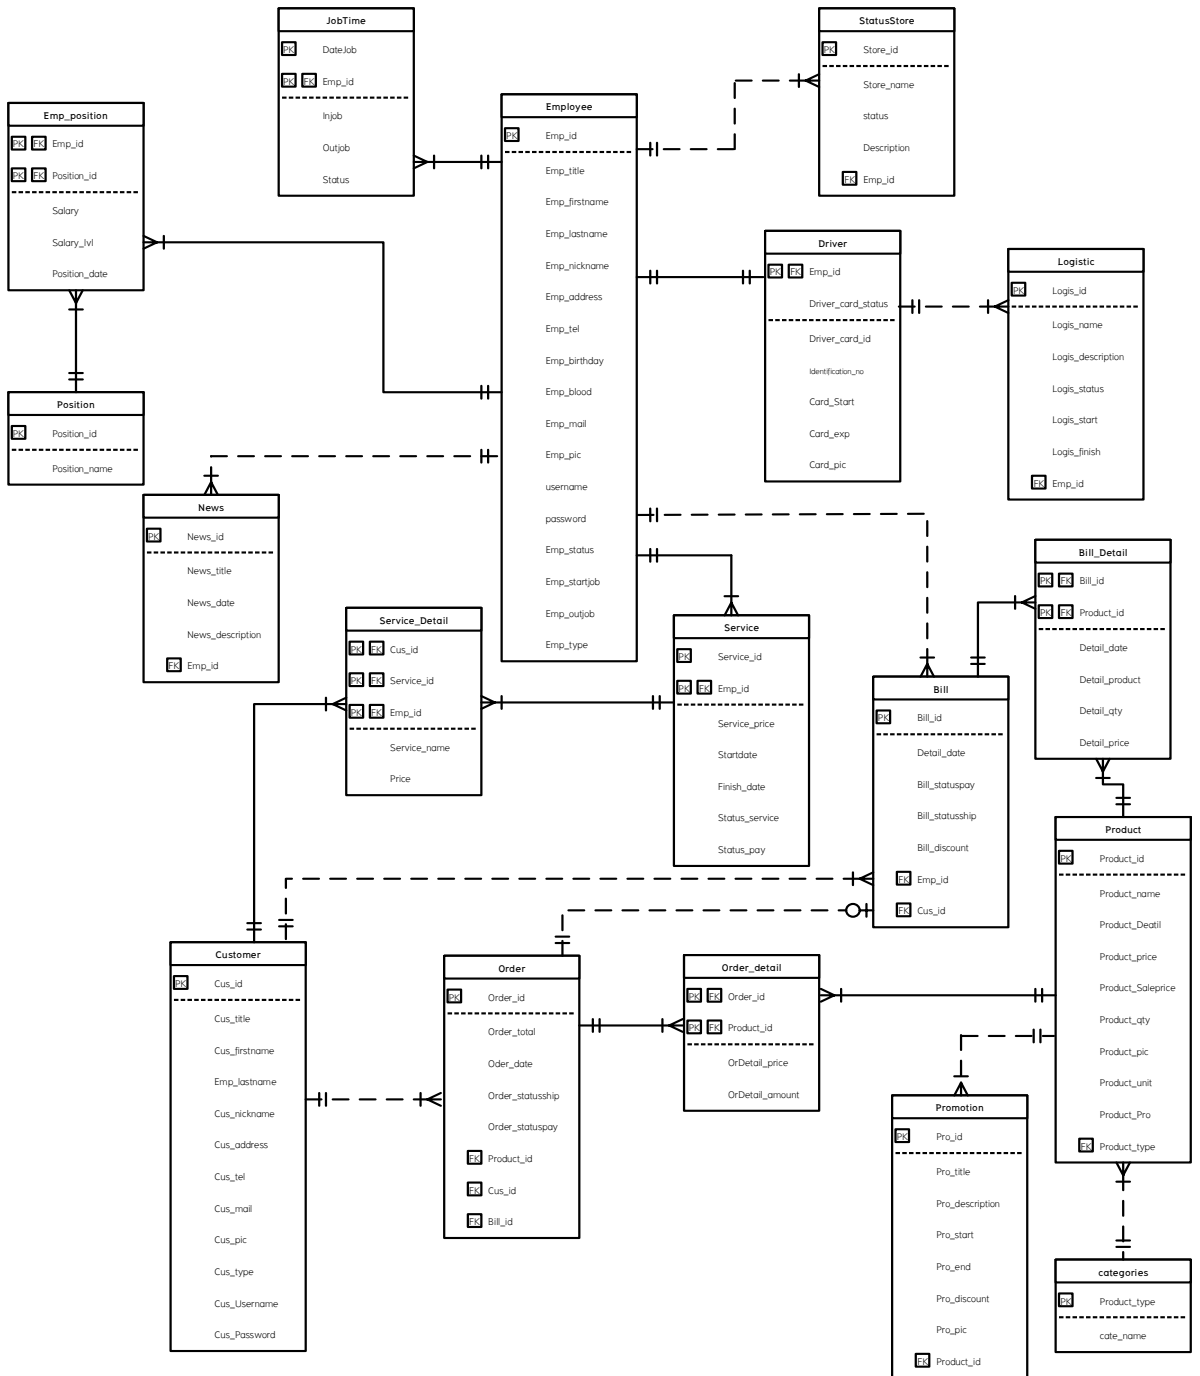 JobTime
PK DateJob
PK FK Emp_id
Injob
Outjob
Status
StatusStore
PK Store_id
Store_name
status
Description
FK Emp_id
Emp_position
PK FK Emp_id
PK FK Position_id
Salary
Salary_lvl
Position_date
Employee
PK Emp_id
Emp_title
Emp_firstname
Emp_lastname
Emp_nickname
Emp_address
Emp_tel
Emp_birthday
Emp_blood
Emp_mail
Emp_pic
username
password
Emp_status
Emp_startjob
Emp_outjob
Emp_type
Driver
PK FK Emp_id
Driver_card_status
Driver_card_id
Identification_no
Card_Start
Card_exp
Card_pic
Logistic
PK Logis_id
Logis_name
Logis_description
Logis_status
Logis_start
Logis_finish
FK Emp_id
Position
PK Position_id
Position_name
News
PK News_id
News_title
News_date
News_description
FK Emp_id
Service_Detail
PK FK Cus_id
PK FK Service_id
PK FK Emp_id
Service_name
Price
Service
PK Service_id
PK FK Emp_id
Service_price
Startdate
Finish_date
Status_service
Status_pay
Bill_Detail
PK FK Bill_id
PK FK Product_id
Detail_date
Detail_product
Detail_qty
Detail_price
Bill
PK Bill_id
Detail_date
Bill_statuspay
Bill_statusship
Bill_discount
FK Emp_id
FK Cus_id
Product
PK Product_id
Product_name
Product_Deatil
Product_price
Product_Saleprice
Product_qty
Product_pic
Product_unit
Product_Pro
FK Product_type
Customer
PK Cus_id
Cus_title
Cus_firstname
Emp_lastname
Cus_nickname
Cus_address
Cus_tel
Cus_mail
Cus_pic
Cus_type
Cus_Username
Cus_Password
Order
PK Order_id
Order_total
Oder_date
Order_statusship
Order_statuspay
FK Product_id
FK Cus_id
FK Bill_id
Order_detail
PK FK Order_id
PK FK Product_id
OrDetail_price
OrDetail_amount
Promotion
PK Pro_id
Pro_title
Pro_description
Pro_start
Pro_end
Pro_discount
Pro_pic
FK Product_id
categories
PK Product_type
cate_name